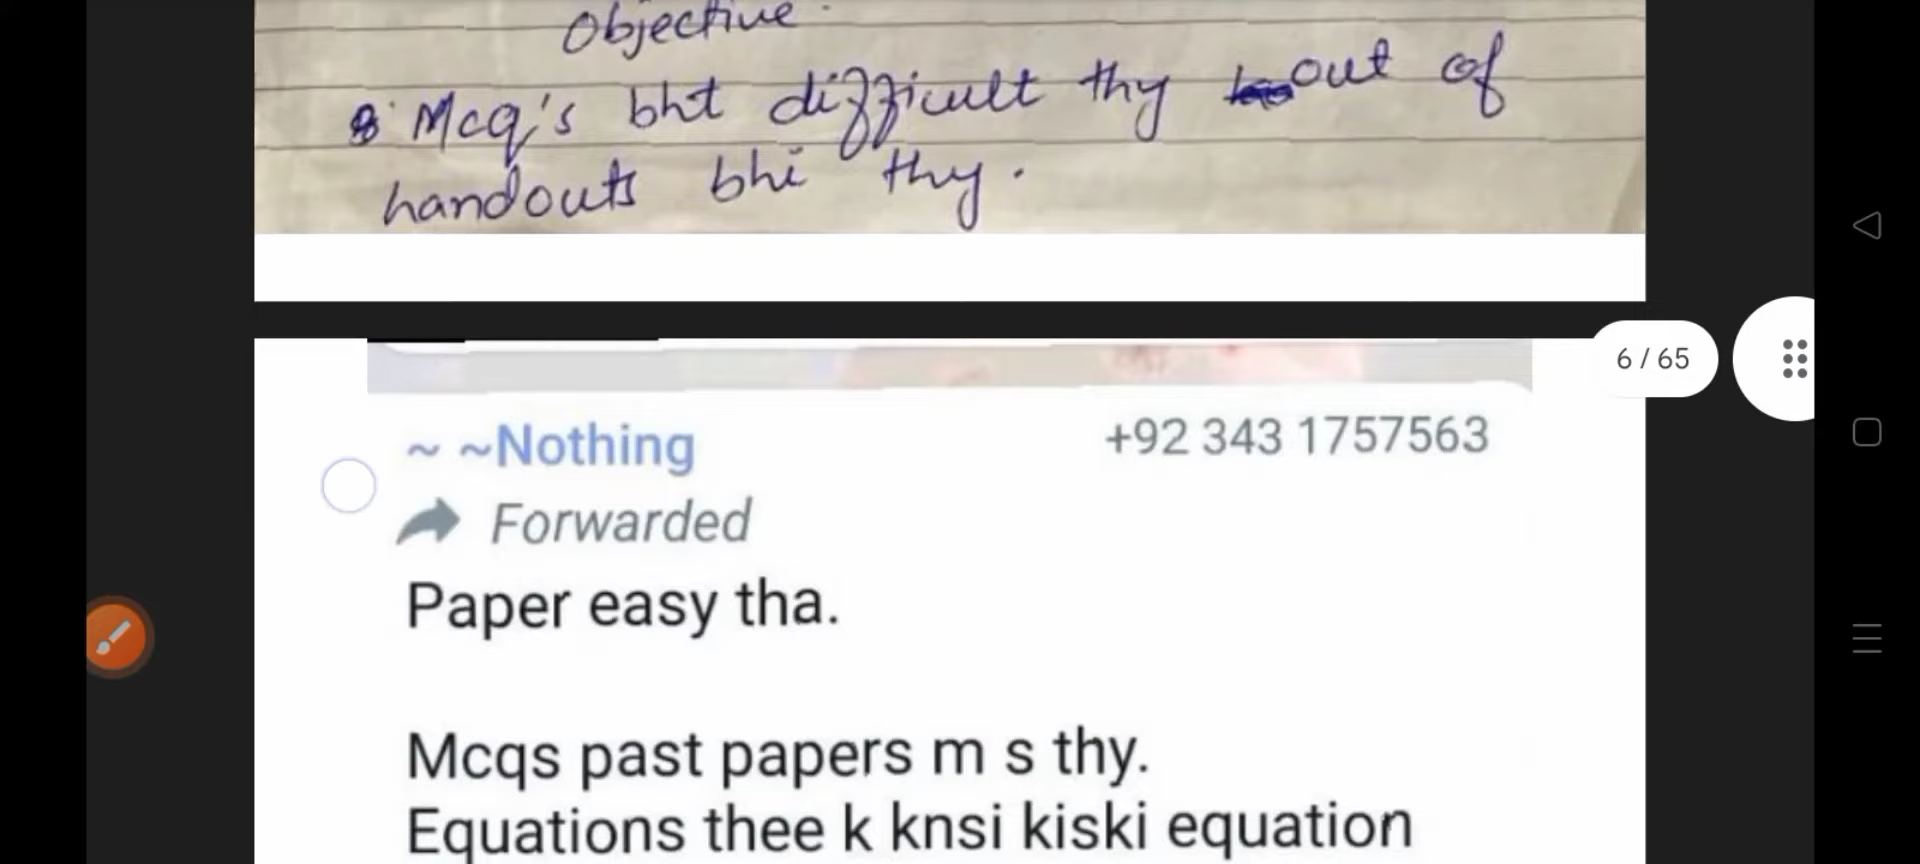 Objective
Mcq's bht difficult thy out of
handouts bhi thy.
6 / 65
~ ~Nothing +92 343 1757563
Forwarded
Paper easy tha.
Mcqs past papers m s thy.
Equations thee k knsi kiski equation